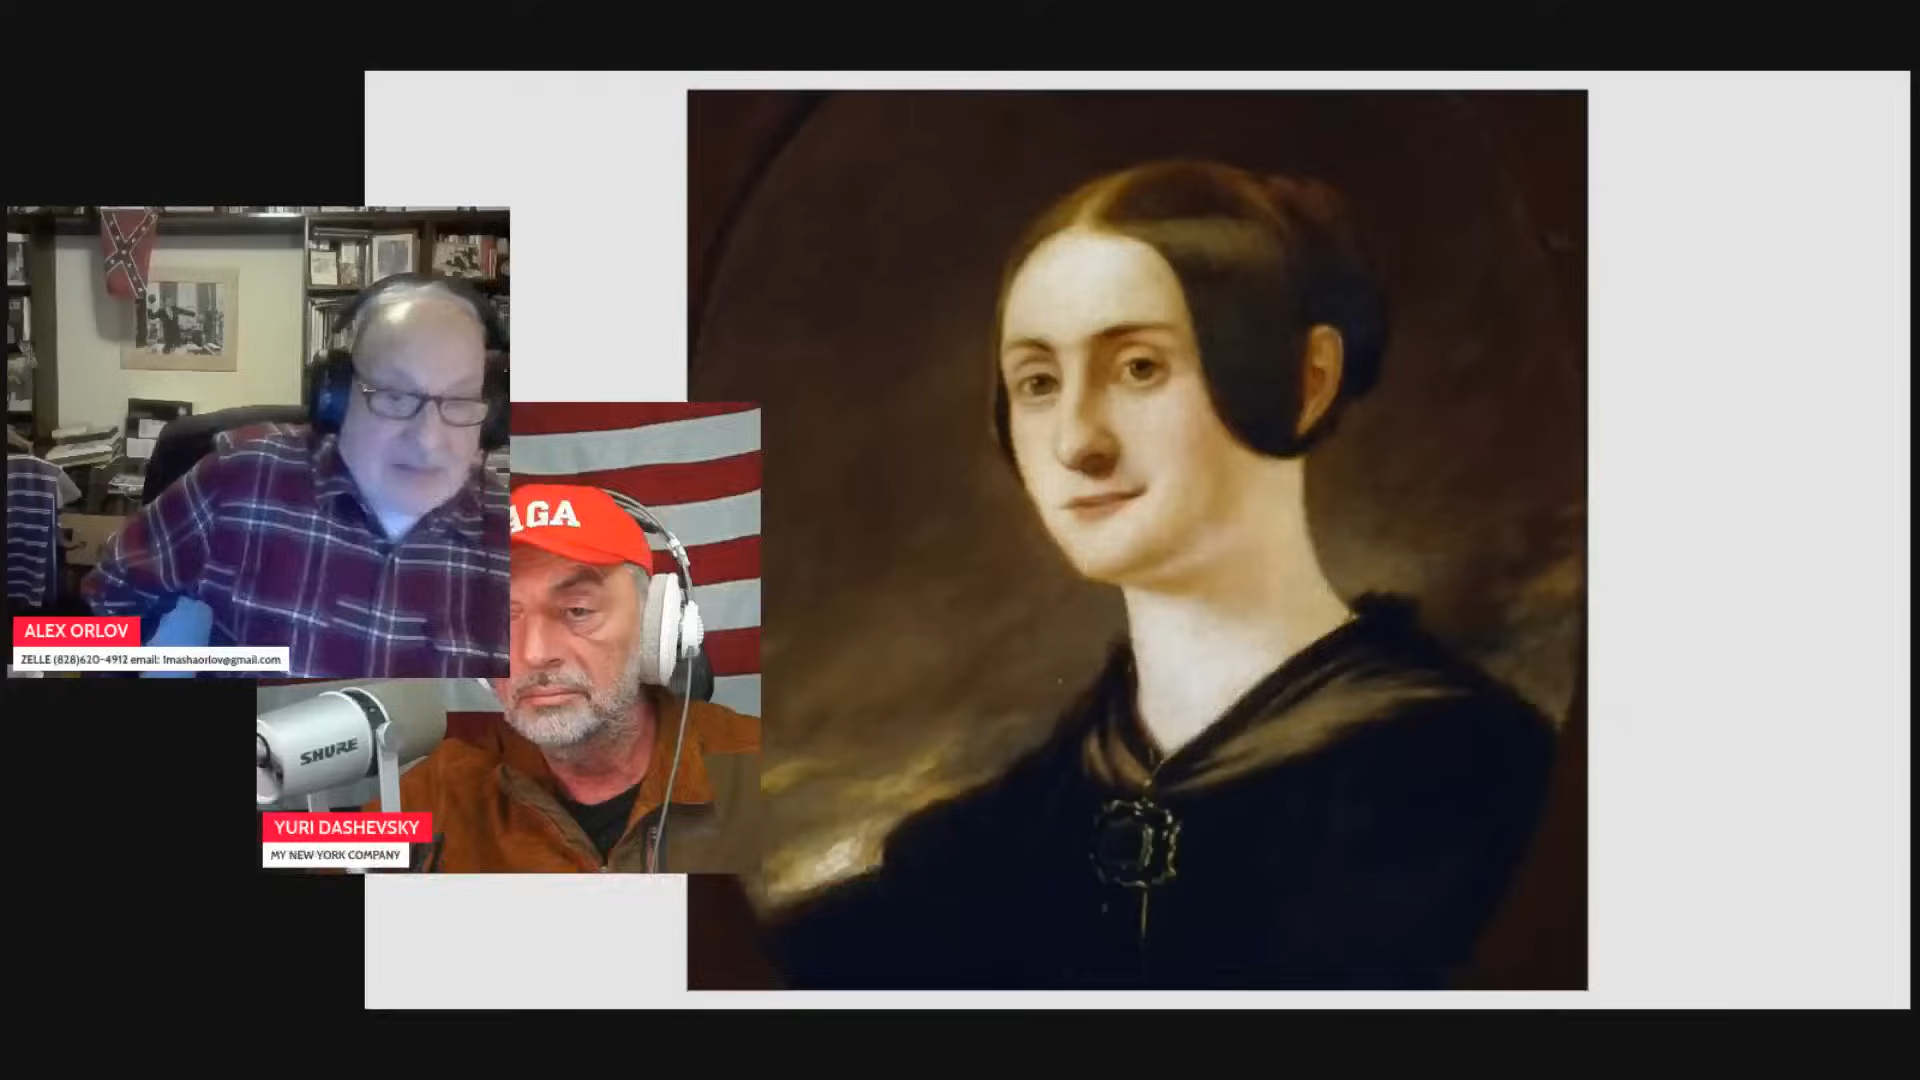 ALEX ORLOV
ZELLE (828)620-4912 email: 1mashaorlov@gmail.com
AGA
SHURE
YURI DASHEVSKY
MY NEW YORK COMPANY